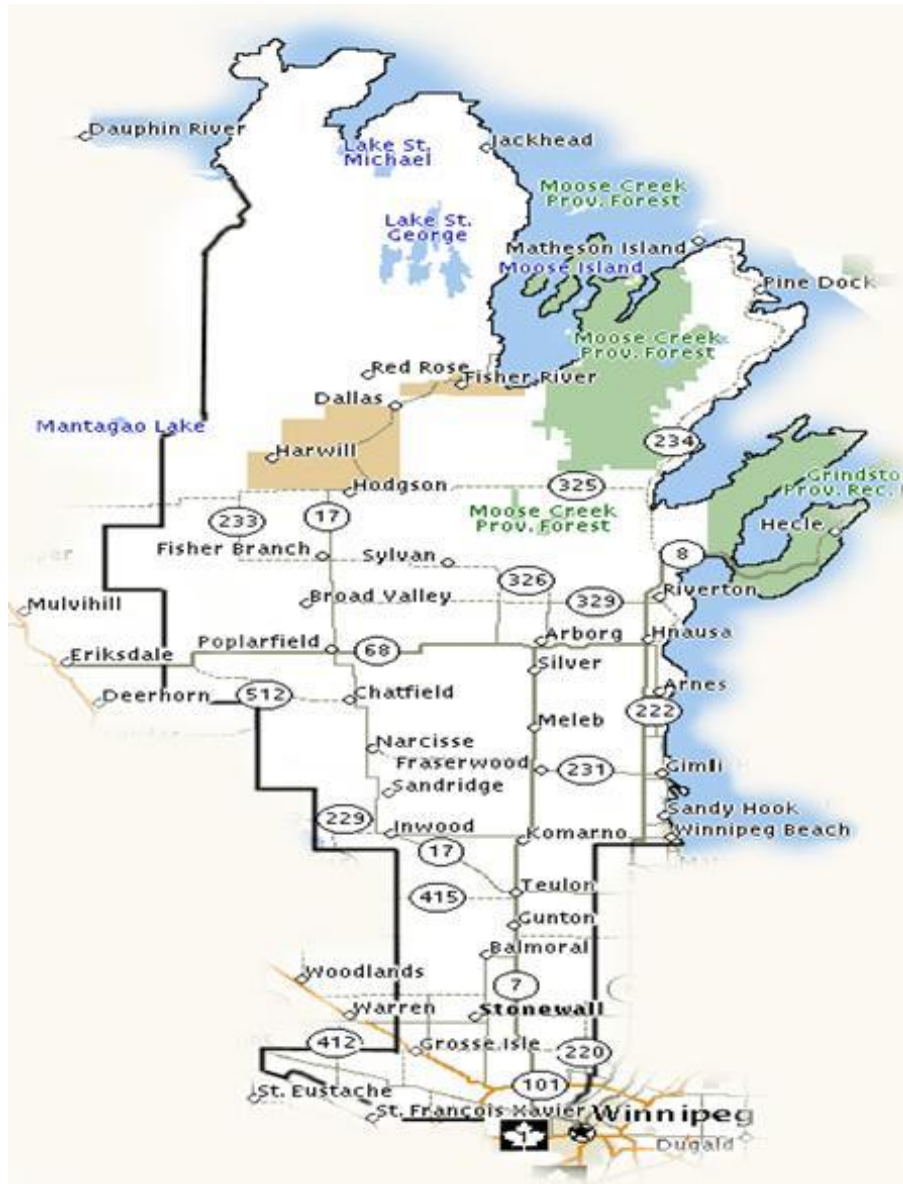 Dauphin River
Lake St.
Michael
Jackhead
Moose Creek
Prov. Forest
Lake St.
George
Matheson Island
Moose Island
Pine Dock
Moose Creek
Prov. Forest
Red Rose
Fisher River
Dallas
Mantagao Lake
234
Harwill
Grindsto
Prov. Rec.
Hodgson
325
Moose Creek
Prov. Forest
233
17
Hecle
Fisher Branch
Sylvan
8
326
Mulvihill
Broad Valley
329
Riverton
Poplarfield
68
Arborg
Hnausa
Eriksdale
Silver
Deerhorn
512
Chatfield
Arnes
222
Meleb
Narcisse
Fraserwood
231
Gimli
Sandridge
229
Sandy Hook
Inwood
Komarno
Winnipeg Beach
17
415
Teulon
Gunton
Balmoral
Woodlands
7
Warren
Stonewall
412
Grosse Isle
220
101
St. Eustache
St. François Xavier
Winnipeg
1
Dugald